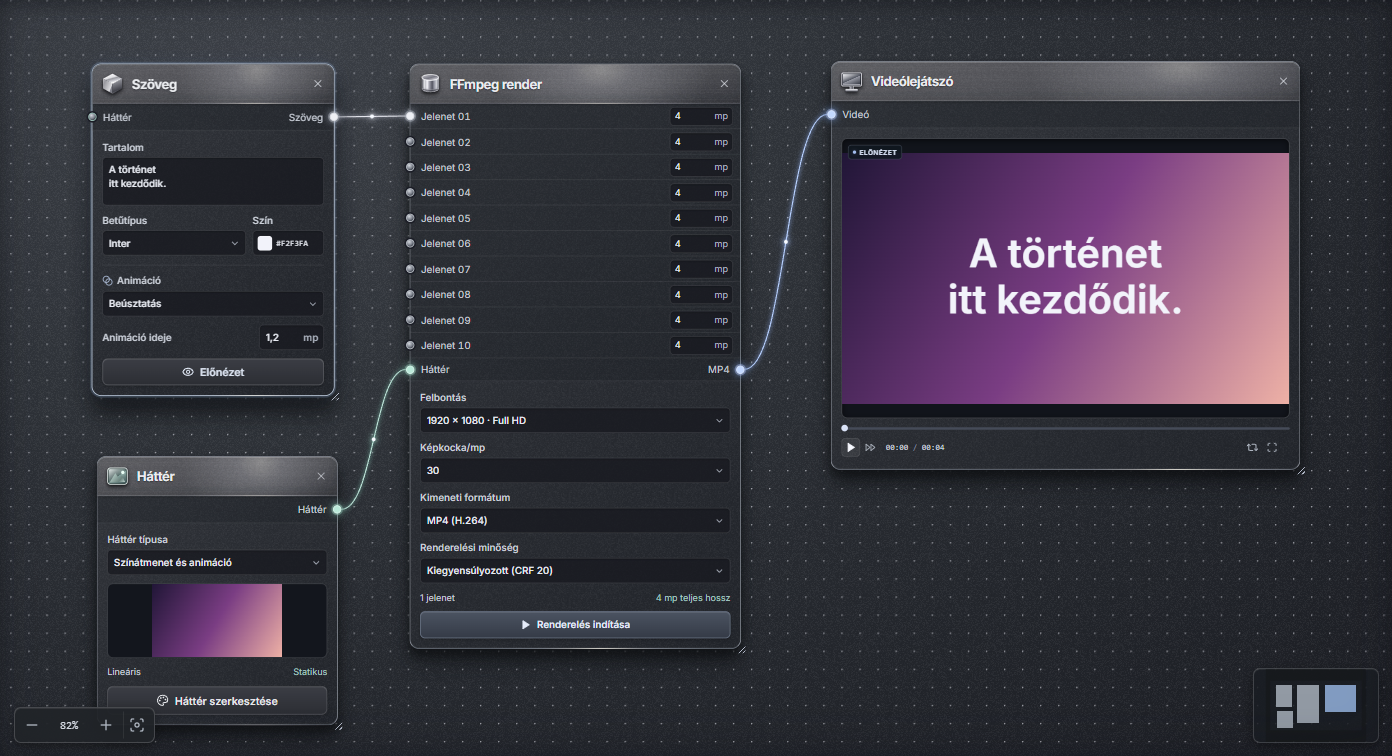 Szöveg
Háttér
Szöveg
Tartalom
A történet
itt kezdődik.
Betűtípus
Szín
Inter
#F2F3FA
Animáció
Beúsztatás
Animáció ideje
1,2 mp
Előnézet
Háttér
Háttér
Háttér típusa
Színátmenet és animáció
Lineáris
Statikus
Háttér szerkesztése
82%
FFmpeg render
Jelenet 01 4 mp
Jelenet 02 4 mp
Jelenet 03 4 mp
Jelenet 04 4 mp
Jelenet 05 4 mp
Jelenet 06 4 mp
Jelenet 07 4 mp
Jelenet 08 4 mp
Jelenet 09 4 mp
Jelenet 10 4 mp
Háttér
MP4
Felbontás
1920 × 1080 · Full HD
Képkocka/mp
30
Kimeneti formátum
MP4 (H.264)
Renderelési minőség
Kiegyensúlyozott (CRF 20)
1 jelenet
4 mp teljes hossz
Renderelés indítása
Videólejátszó
Videó
ELŐNÉZET
A történet
itt kezdődik.
00:00 / 00:04